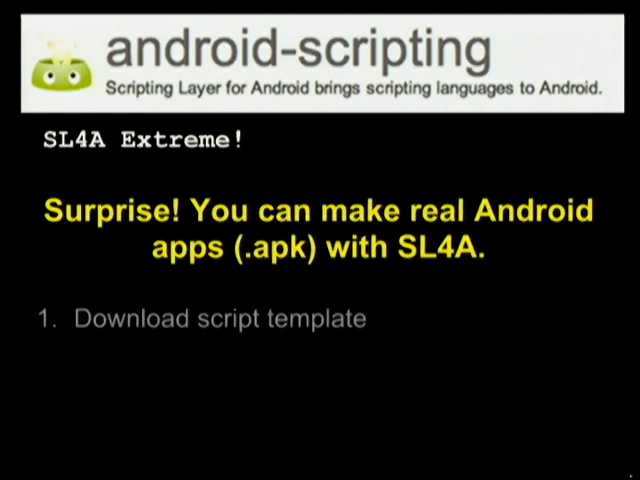 android-scripting
Scripting Layer for Android brings scripting languages to Android.
SL4A Extreme!
Surprise! You can make real Android
apps (.apk) with SL4A.
1. Download script template